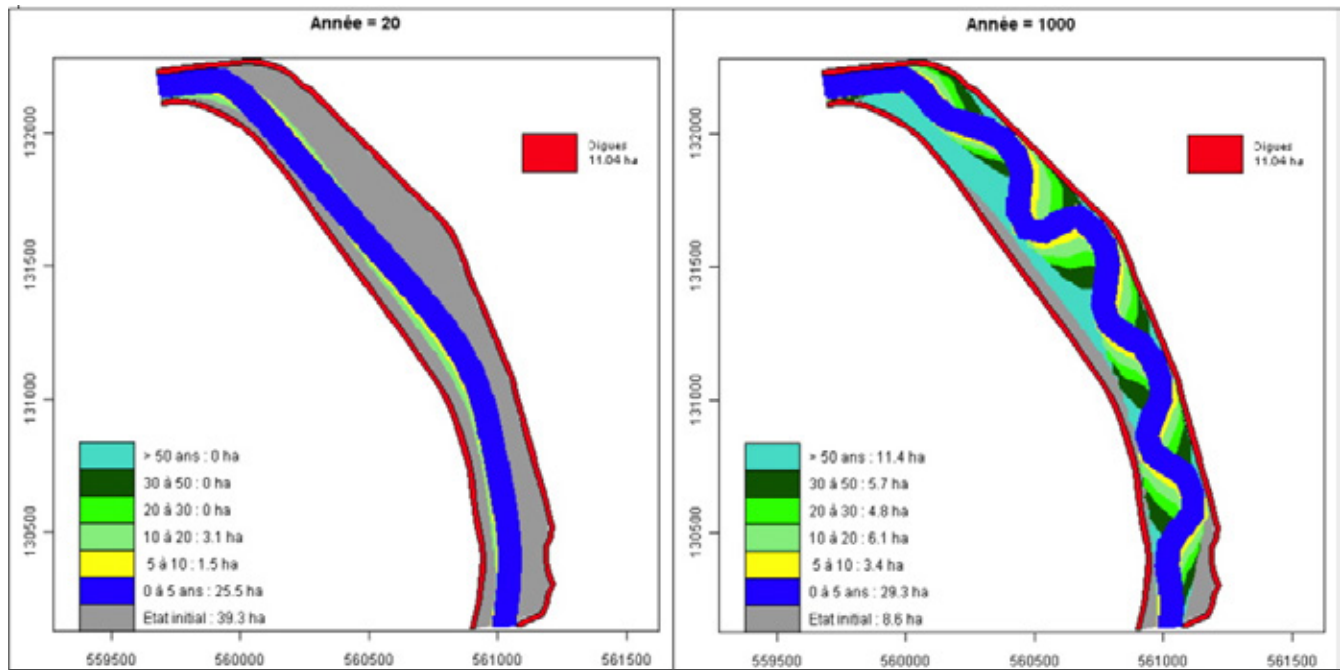 Année = 20
132000
131500
131000
130500
Digues
11.04 ha
> 50 ans : 0 ha
30 à 50 : 0 ha
20 à 30 : 0 ha
10 à 20 : 3.1 ha
5 à 10 : 1.5 ha
0 à 5 ans : 25.5 ha
Etat initial : 39.3 ha
559500 560000 560500 561000 561500
Année = 1000
132000
131500
131000
130500
Digues
11.04 ha
> 50 ans : 11.4 ha
30 à 50 : 5.7 ha
20 à 30 : 4.8 ha
10 à 20 : 6.1 ha
5 à 10 : 3.4 ha
0 à 5 ans : 29.3 ha
Etat initial : 8.6 ha
559500 560000 560500 561000 561500